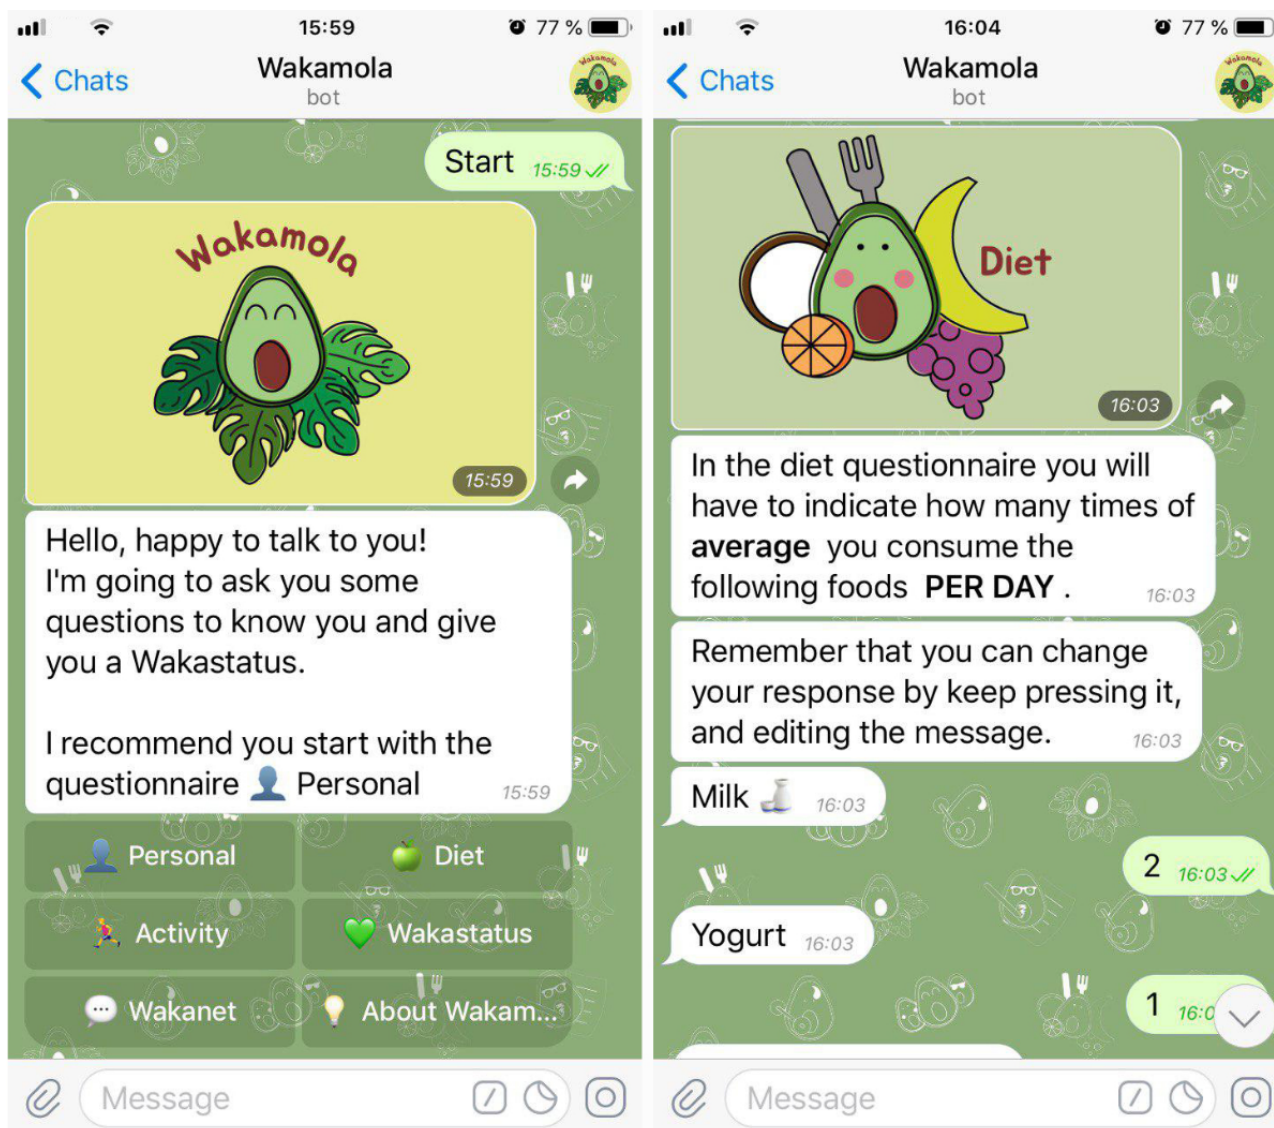 15:59
77 %
Chats
Wakamola
bot
Wakamola
Start 15:59
Wakamola
15:59
Hello, happy to talk to you!
I'm going to ask you some
questions to know you and give
you a Wakastatus.
I recommend you start with the
questionnaire 👤 Personal 15:59
👤 Personal
🍏 Diet
🏃 Activity
💚 Wakastatus
💬 Wakanet
💡 About Wakam...
Message
16:04
77 %
Chats
Wakamola
bot
Wakamola
Diet
16:03
In the diet questionnaire you will
have to indicate how many times of
average you consume the
following foods PER DAY . 16:03
Remember that you can change
your response by keep pressing it,
and editing the message. 16:03
Milk 🍶 16:03
2 16:03
Yogurt 16:03
1 16:0
Message